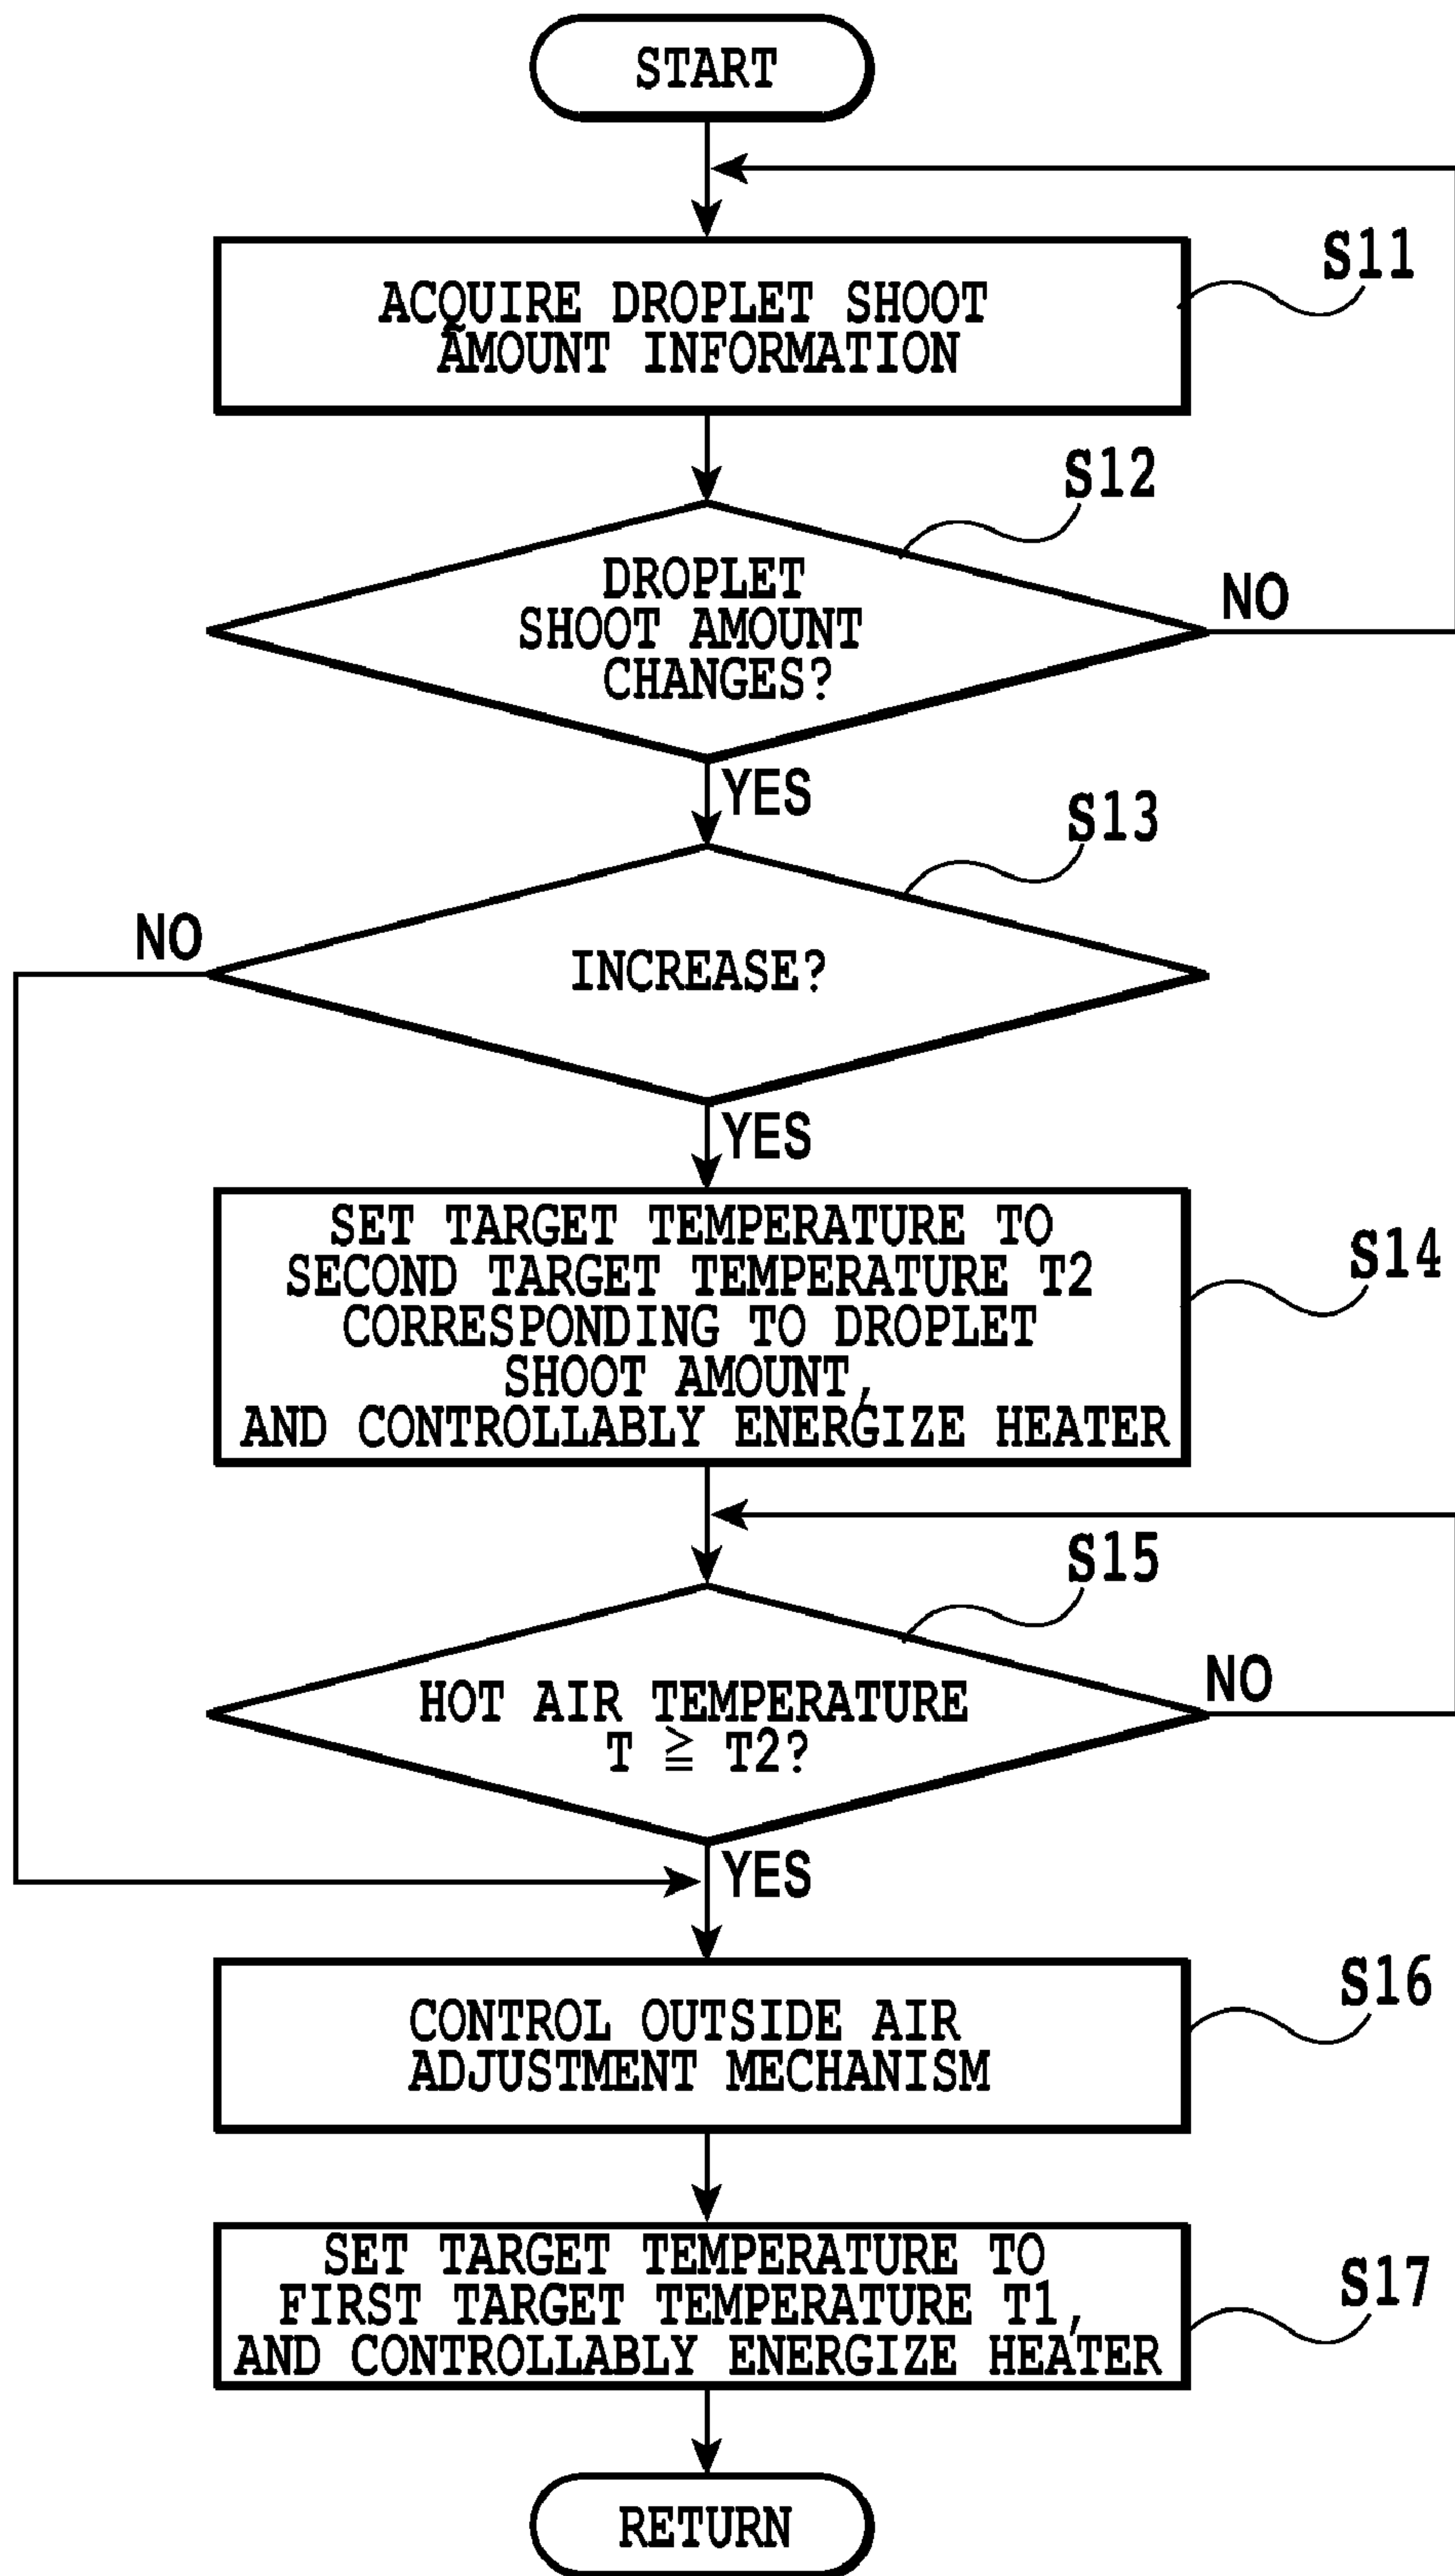 START
S11
ACQUIRE DROPLET SHOOT
AMOUNT INFORMATION
S12
DROPLET
SHOOT AMOUNT
CHANGES?
NO
YES
S13
NO
INCREASE?
YES
SET TARGET TEMPERATURE TO
SECOND TARGET TEMPERATURE T2
CORRESPONDING TO DROPLET
SHOOT AMOUNT,
AND CONTROLLABLY ENERGIZE HEATER
S14
S15
HOT AIR TEMPERATURE
T ≧ T2?
NO
YES
CONTROL OUTSIDE AIR
ADJUSTMENT MECHANISM
S16
SET TARGET TEMPERATURE TO
FIRST TARGET TEMPERATURE T1,
AND CONTROLLABLY ENERGIZE HEATER
S17
RETURN